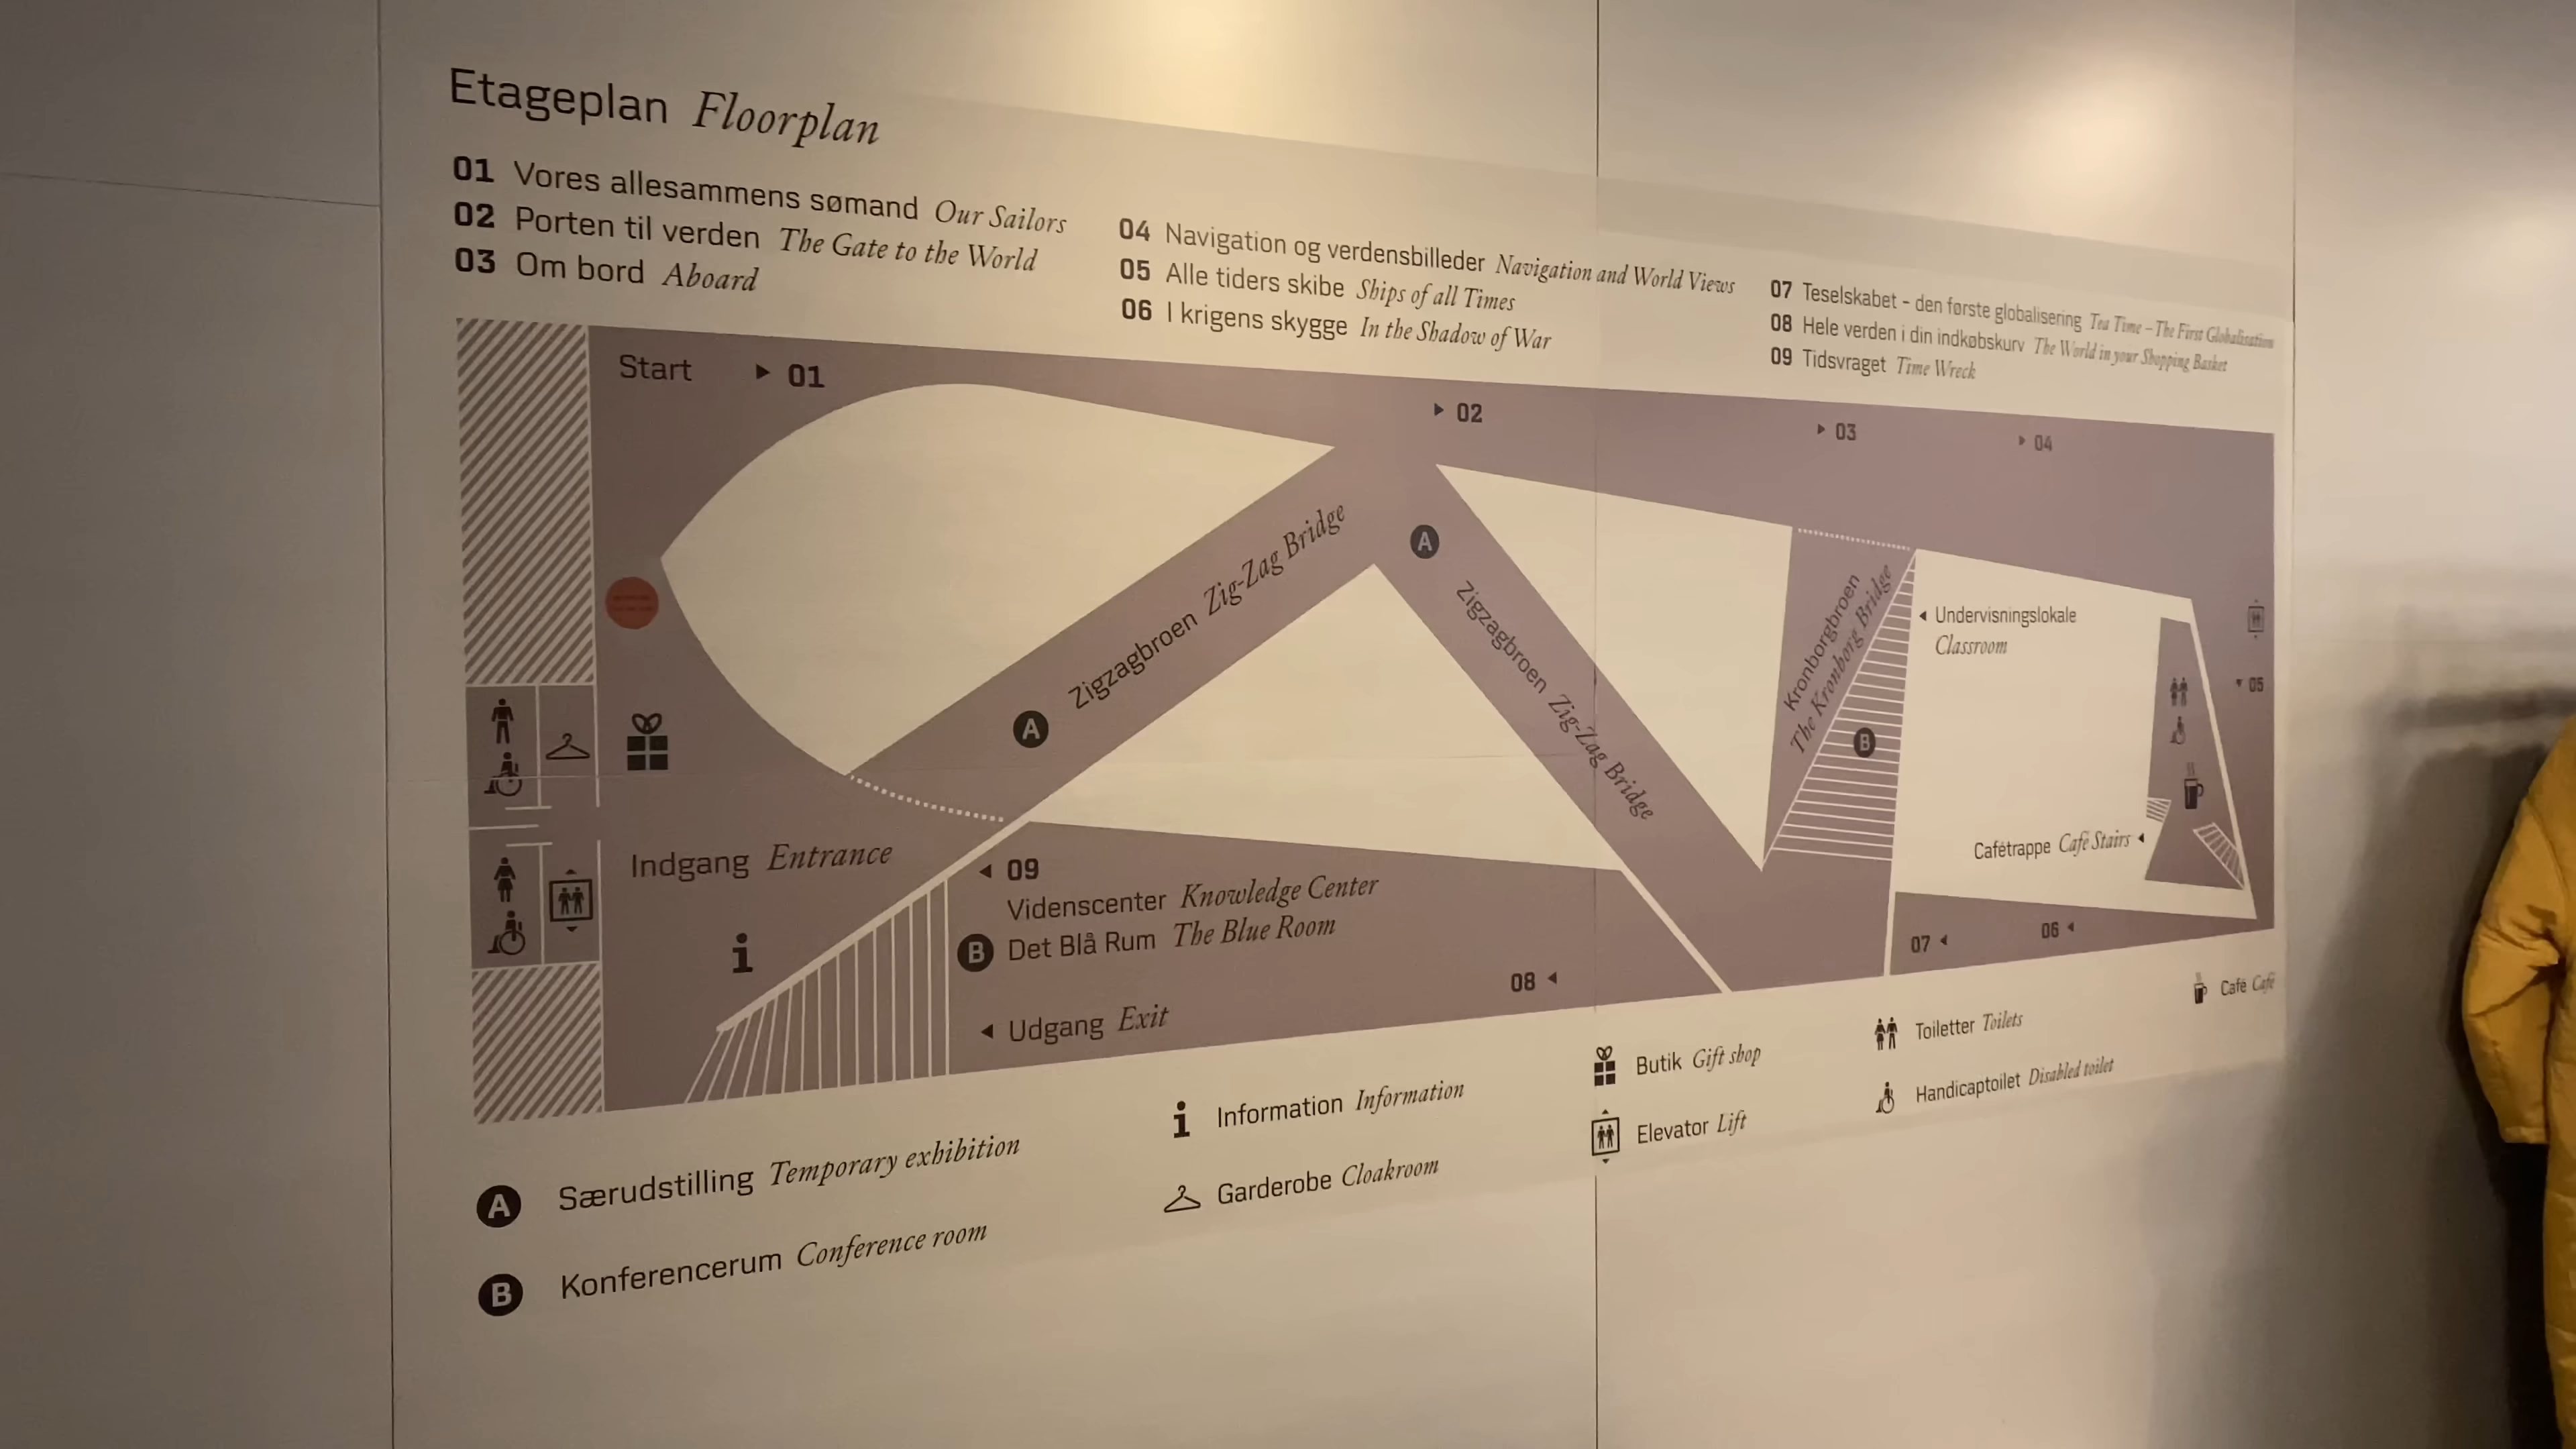 Etageplan Floorplan
01 Vores allesammens sømand Our Sailors
02 Porten til verden The Gate to the World
03 Om bord Aboard
04 Navigation og verdensbilleder Navigation and World Views
05 Alle tiders skibe Ships of all Times
06 I krigens skygge In the Shadow of War
07 Teselskabet - den første globalisering Tea Time – The First Globalisation
08 Hele verden i din indkøbskurv The World in your Shopping Basket
09 Tidsvraget Time Wreck
Start 01
02
03
04
Zigzagbroen Zig-Zag Bridge
A
A
Zigzagbroen Zig-Zag Bridge
Kronborgbroen
The Kronborg Bridge
B
Undervisningslokale
Classroom
05
Cafétrappe Café Stairs
Indgang Entrance
i
09
Videnscenter Knowledge Center
B Det Blå Rum The Blue Room
Udgang Exit
08
07
06
A Særudstilling Temporary exhibition
B Konferencerum Conference room
i Information Information
Garderobe Cloakroom
Butik Gift shop
Elevator Lift
Toiletter Toilets
Handicaptoilet Disabled toilet
Café Café